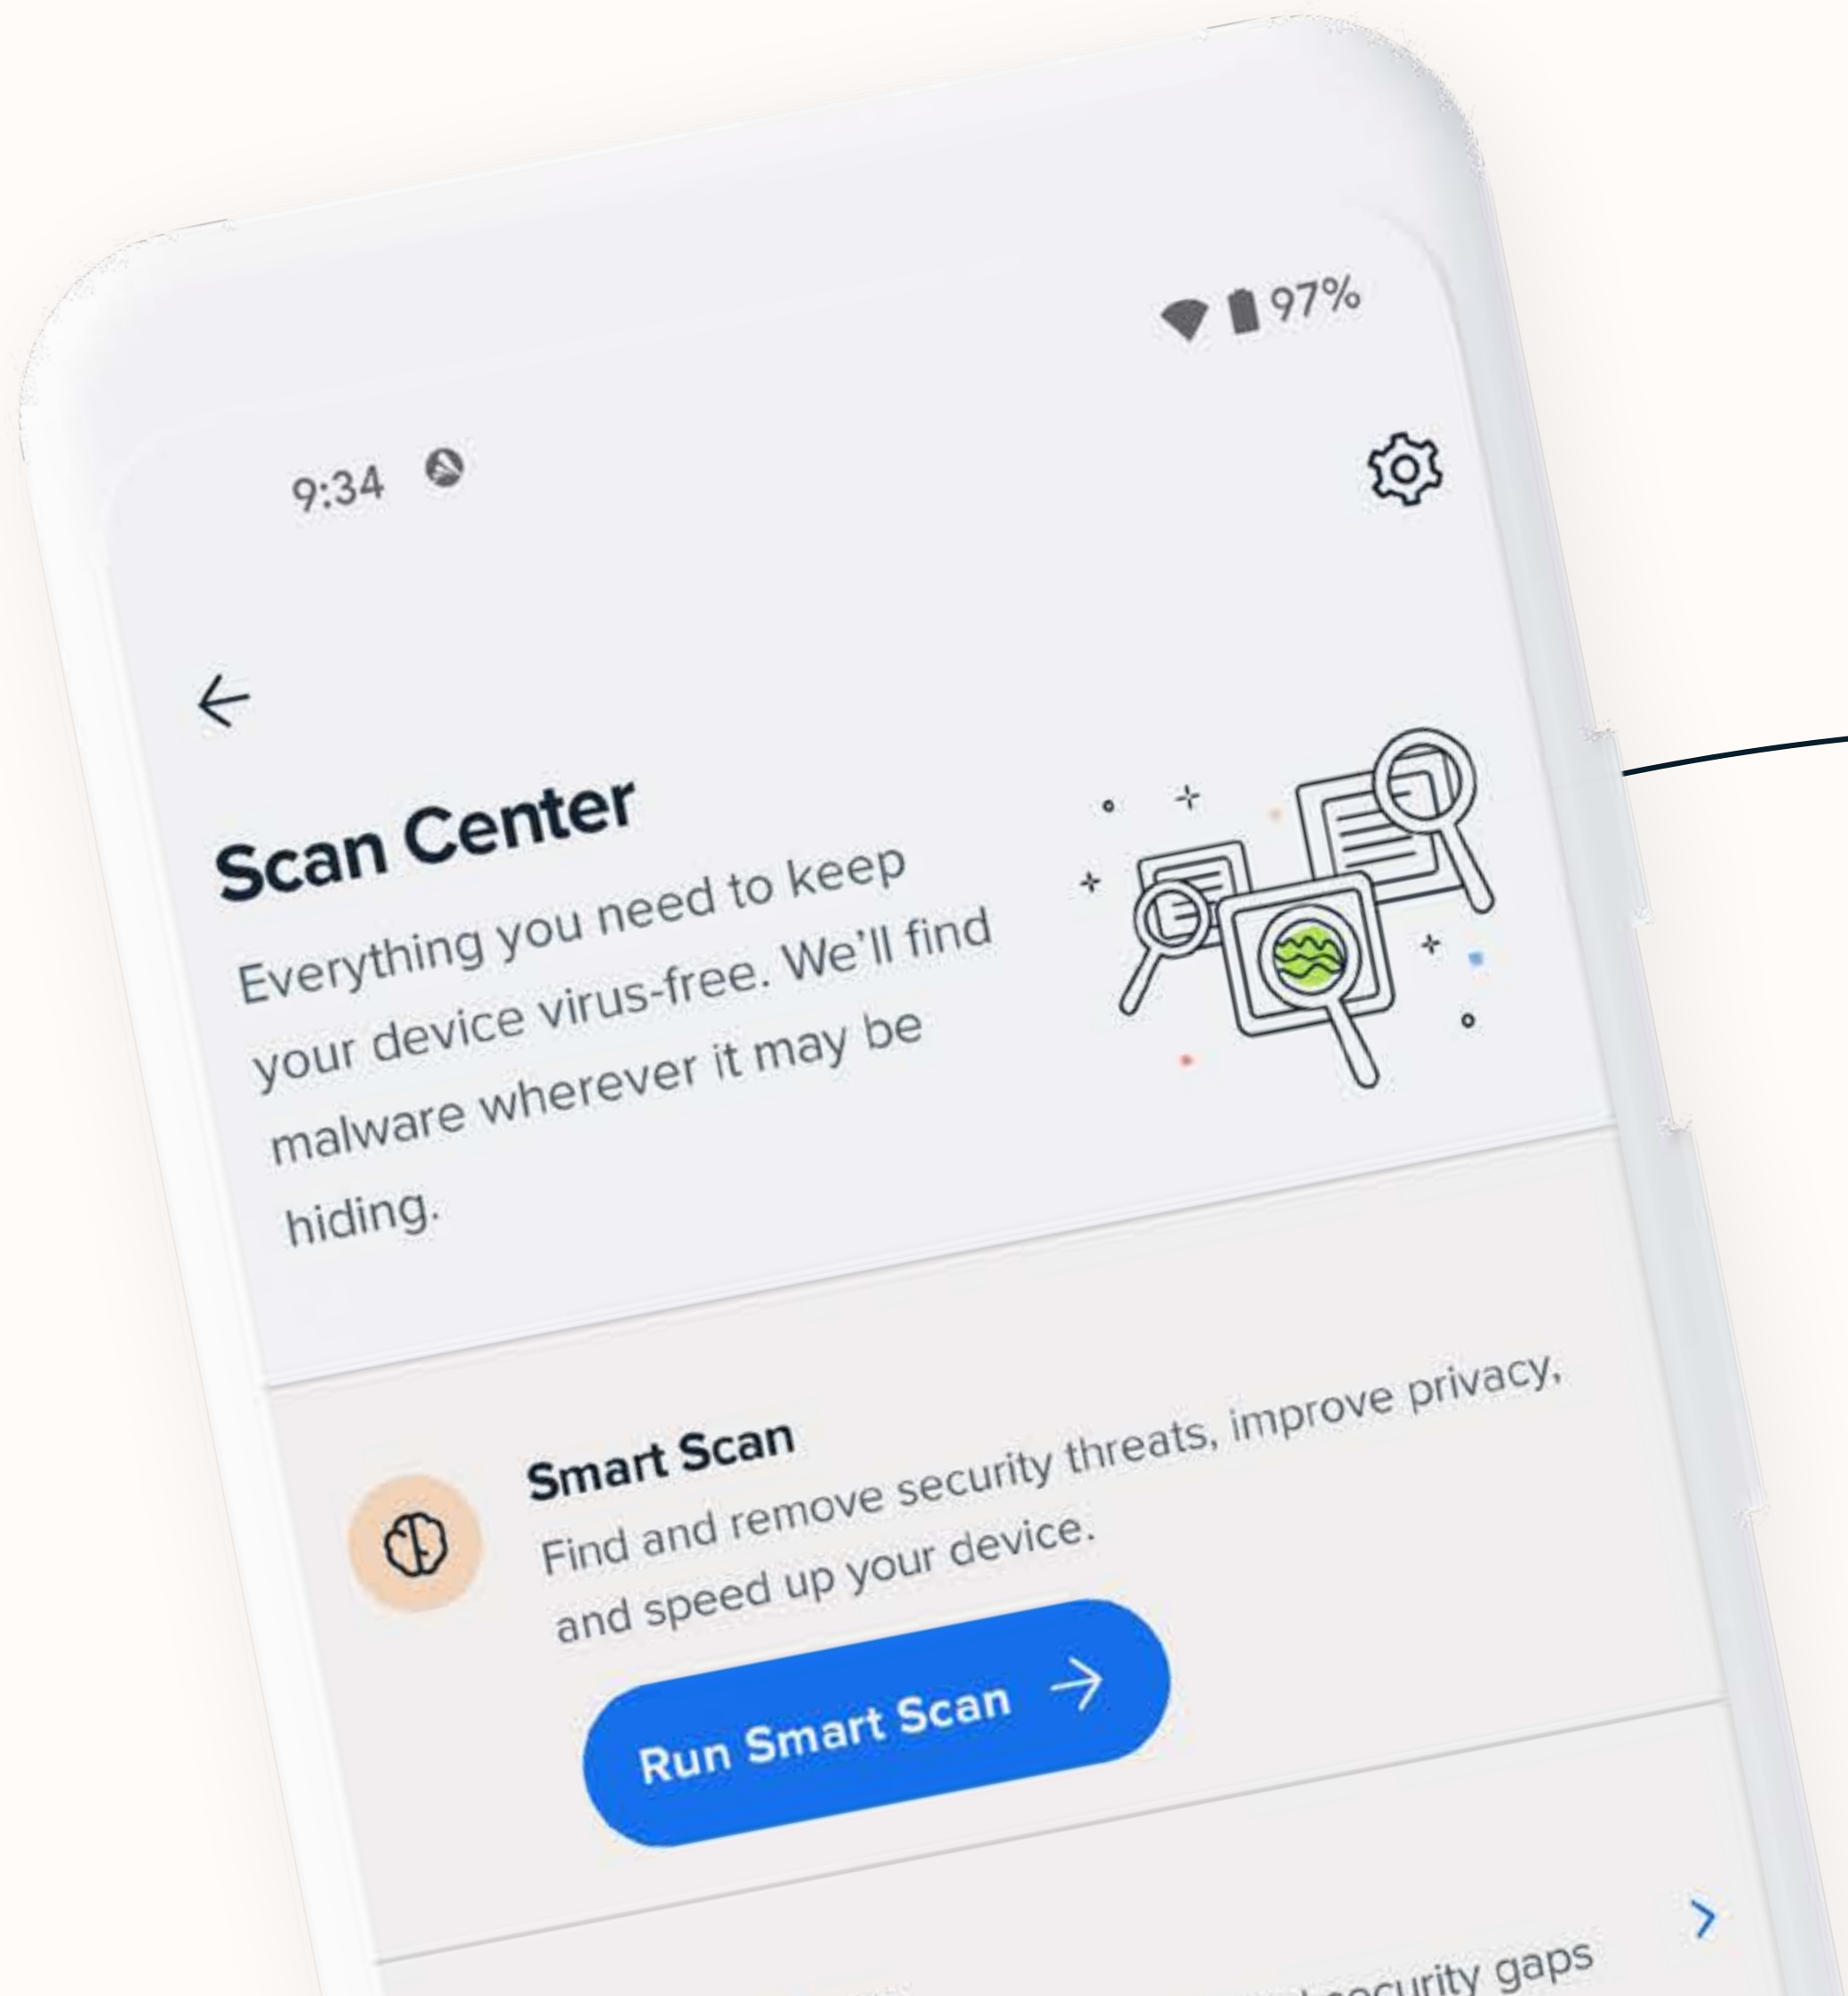 9:34
97%
Scan Center
Everything you need to keep
your device virus-free. We'll find
malware wherever it may be
hiding.
Smart Scan
Find and remove security threats, improve privacy,
and speed up your device.
Run Smart Scan
security gaps